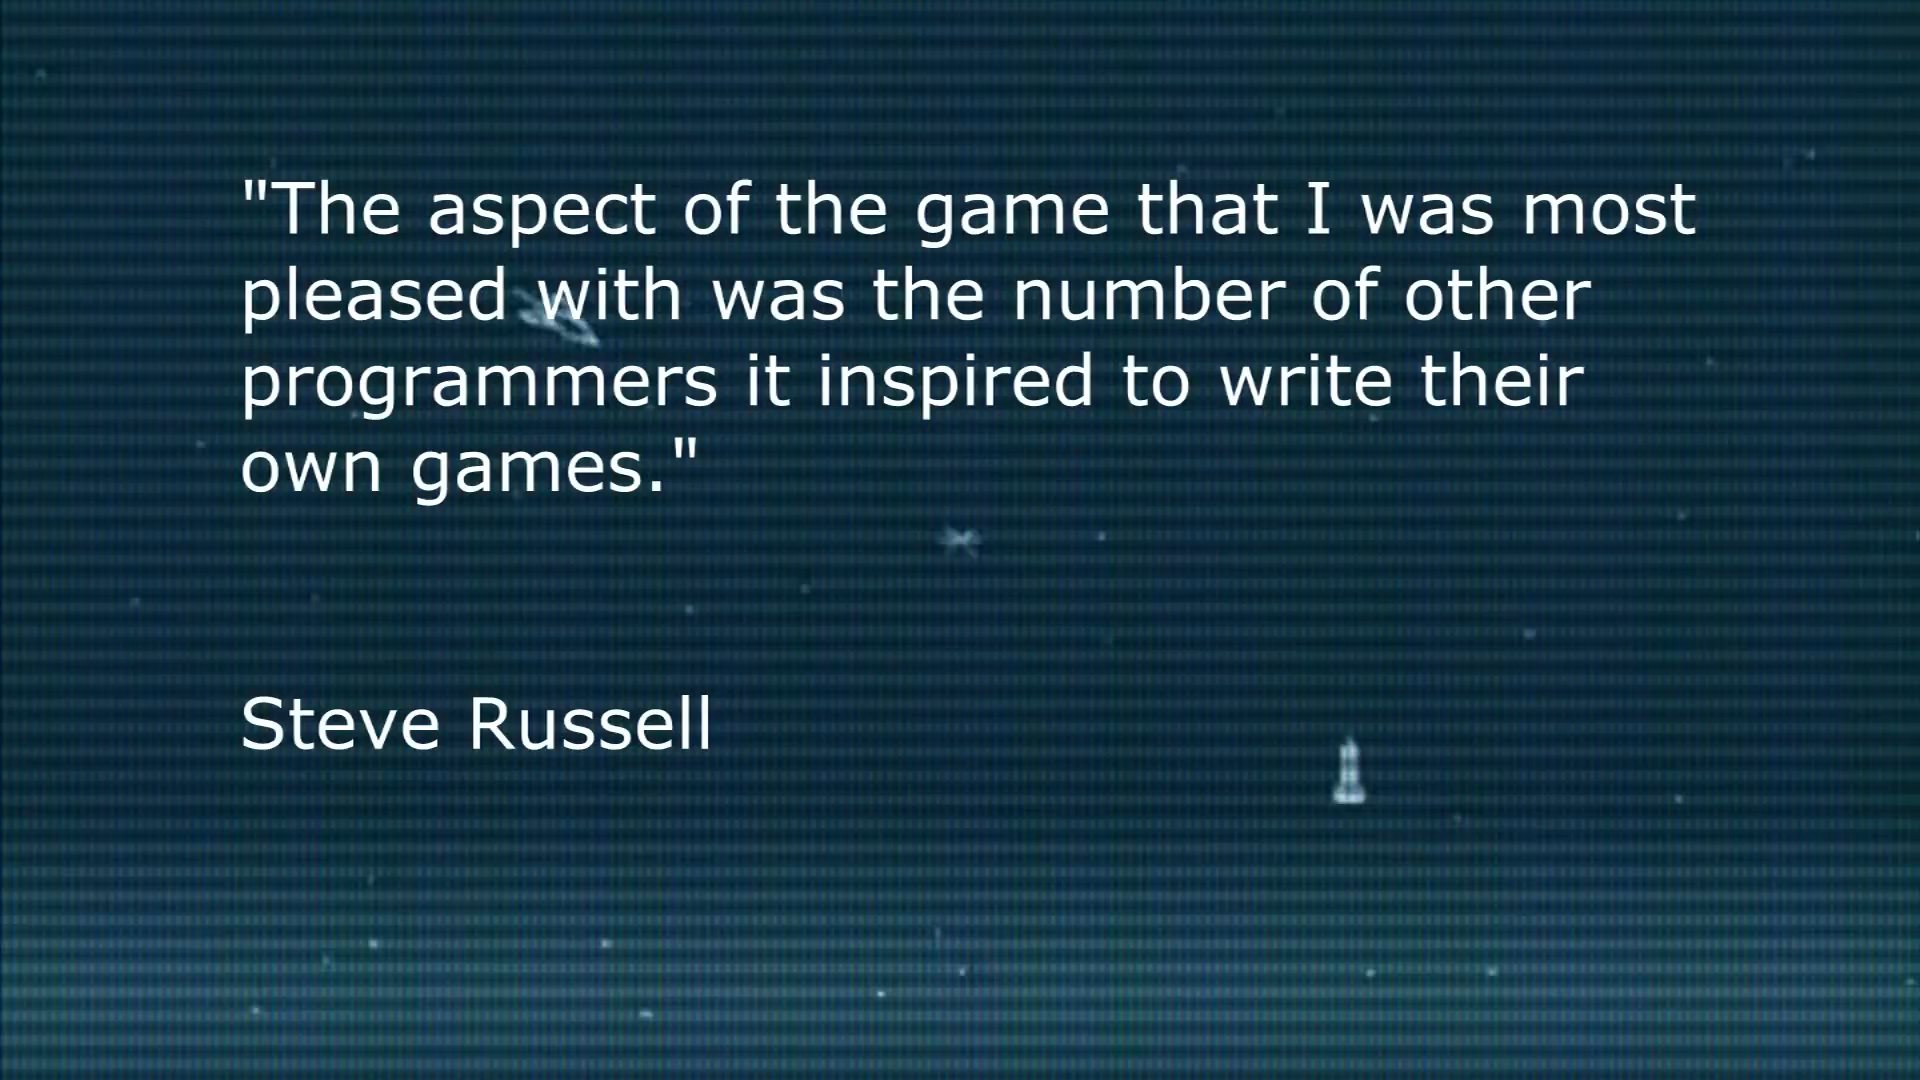 "The aspect of the game that I was most
pleased with was the number of other
programmers it inspired to write their
own games."
Steve Russell